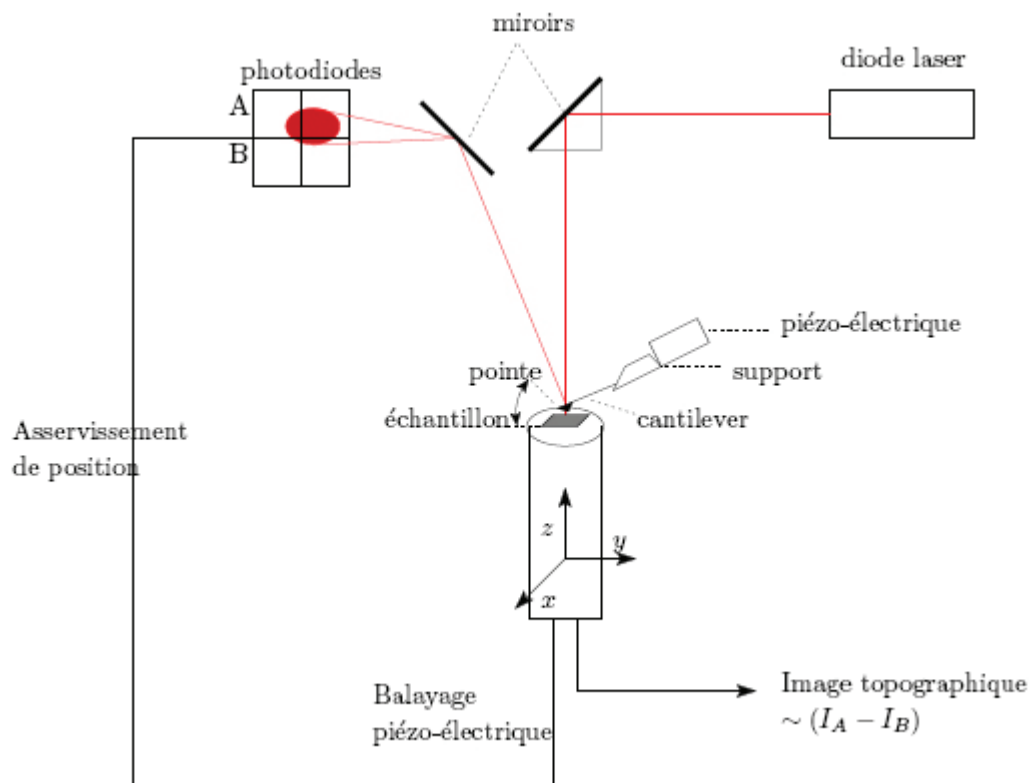 miroirs
diode laser
photodiodes
A
B
piézo-électrique
pointe
support
échantillon
cantilever
Asservissement
de position
z
y
x
Balayage
piézo-électrique
Image topographique
∼ (I_A − I_B)